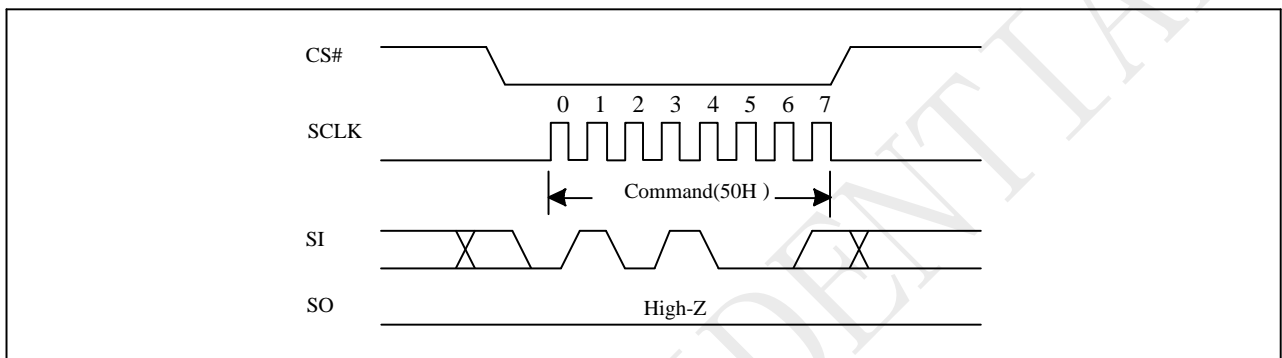 CS#
0 1 2 3 4 5 6 7
SCLK
Command(50H )
SI
SO High-Z